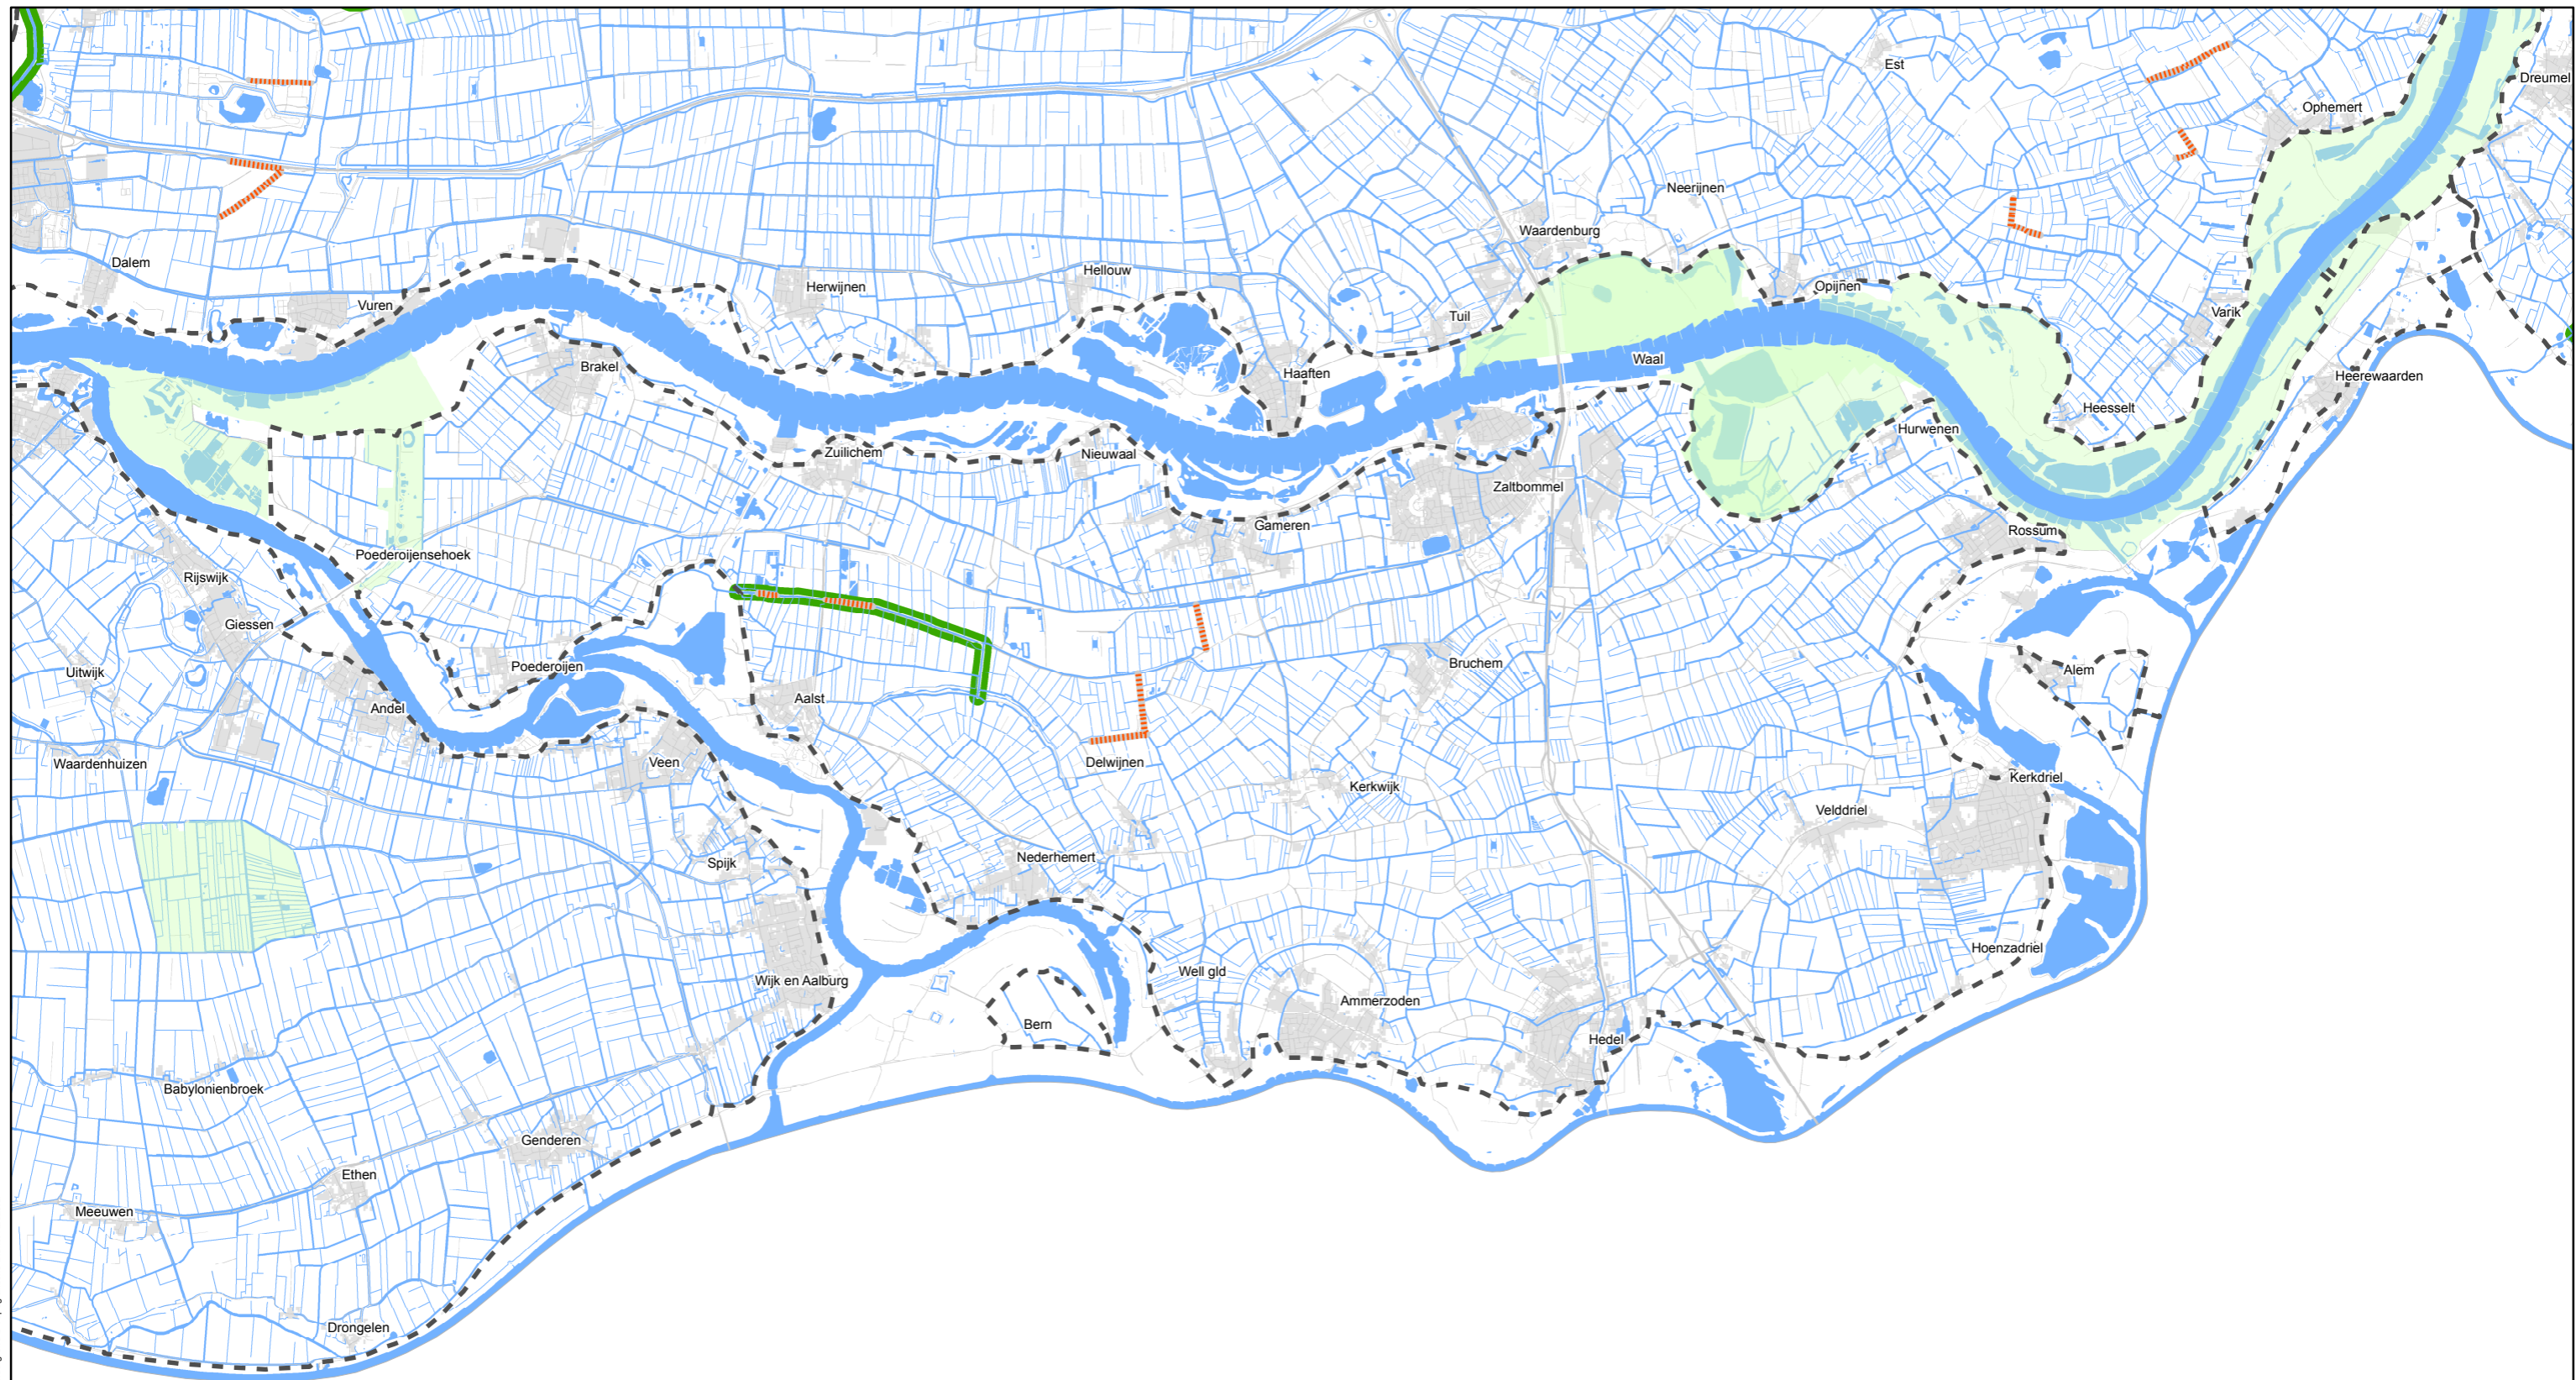 Est
Dreumel
Ophemert
Neerijnen
Waardenburg
Dalem
Hellouw
Herwijnen
Opijnen
Vuren
Varik
Tuil
Waal
Brakel
Haaften
Heerewaarden
Heesselt
Hurwenen
Zuilichem
Nieuwaal
Zaltbommel
Gameren
Rossum
Poederoijensehoek
Rijswijk
Giessen
Bruchem
Poederoijen
Alem
Uitwijk
Aalst
Andel
Waardenhuizen
Veen
Delwijnen
Kerkdriel
Kerkwijk
Velddriel
Nederhemert
Spijk
Hoenzadriel
Well gld
Wijk en Aalburg
Ammerzoden
Bern
Hedel
Babylonienbroek
Genderen
Ethen
Meeuwen
Drongelen